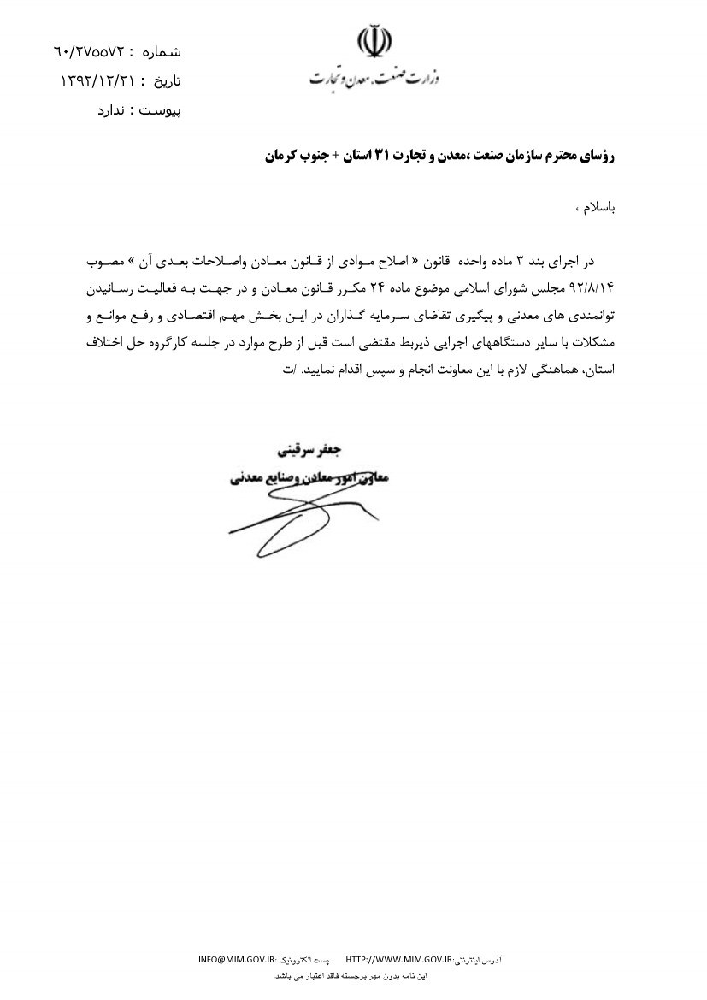 وزارت صنعت، معدن و تجارت
شماره : ٦٠/٢٧٥٥٧٢
تاریخ : ١٣٩٢/١٢/٢١
پیوست : ندارد
رؤسای محترم سازمان صنعت ،معدن و تجارت ۳۱ استان + جنوب کرمان
باسلام ،
در اجرای بند ۳ ماده واحده قانون « اصلاح موادی از قانون معادن واصلاحات بعدی آن » مصوب
۹۲/۸/۱۴ مجلس شورای اسلامی موضوع ماده ۲۴ مکرر قانون معادن و در جهت به فعالیت رسانیدن
توانمندی های معدنی و پیگیری تقاضای سرمایه گذاران در این بخش مهم اقتصادی و رفع موانع و
مشکلات با سایر دستگاههای اجرایی ذیربط مقتضی است قبل از طرح موارد در جلسه کارگروه حل اختلاف
استان، هماهنگی لازم با این معاونت انجام و سپس اقدام نمایید. /ت
جعفر سرقینی
معاون امور معادن وصنایع معدنی
آدرس اینترنتی:HTTP://WWW.MIM.GOV.IR پست الکترونیک :INFO@MIM.GOV.IR
این نامه بدون مهر برجسته فاقد اعتبار می باشد.